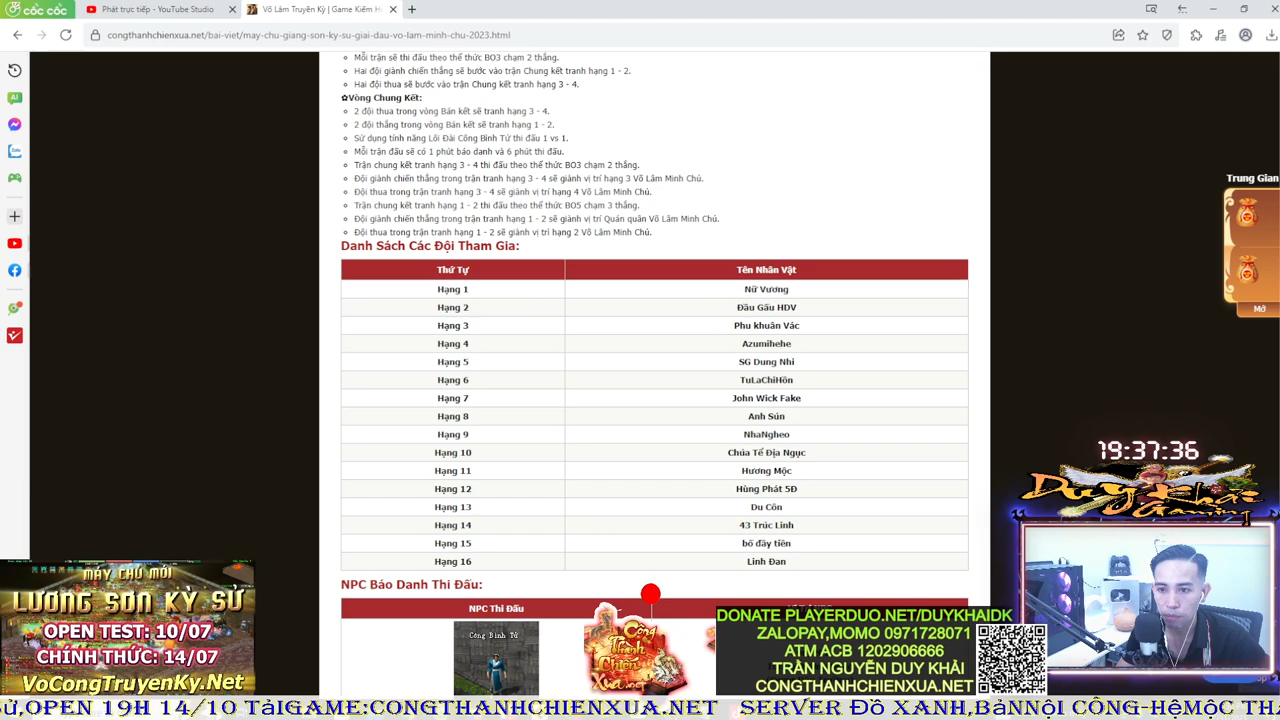 CỐC CỐC
Phát trực tiếp - YouTube Studio
Võ Lâm Truyền Kỳ | Game Kiếm H
congthanhchienxua.net/bai-viet/may-chu-giang-son-ky-su-giai-dau-vo-lam-minh-chu-2023.html
Mỗi trận sẽ thi đấu theo thể thức BO3 chạm 2 thắng.
Hai đội giành chiến thắng sẽ bước vào trận Chung kết tranh hạng 1 - 2.
Hai đội thua sẽ bước vào trận Chung kết tranh hạng 3 - 4.
✿Vòng Chung Kết:
2 đội thua trong vòng Bán kết sẽ tranh hạng 3 - 4.
2 đội thắng trong vòng Bán kết sẽ tranh hạng 1 - 2.
Sử dụng tính năng Lôi Đài Công Bình Tử thi đấu 1 vs 1.
Mỗi trận đấu sẽ có 1 phút báo danh và 6 phút thi đấu.
Trận chung kết tranh hạng 3 - 4 thi đấu theo thể thức BO3 chạm 2 thắng.
Đội giành chiến thắng trong trận tranh hạng 3 - 4 sẽ giành vị trí hạng 3 Võ Lâm Minh Chủ.
Đội thua trong trận tranh hạng 3 - 4 sẽ giành vị trí hạng 4 Võ Lâm Minh Chủ.
Trận chung kết tranh hạng 1 - 2 thi đấu theo thể thức BO5 chạm 3 thắng.
Đội giành chiến thắng trong trận tranh hạng 1 - 2 sẽ giành vị trí Quán quân Võ Lâm Minh Chủ.
Đội thua trong trận tranh hạng 1 - 2 sẽ giành vị trí hạng 2 Võ Lâm Minh Chủ.
Danh Sách Các Đội Tham Gia:
Thứ Tự Tên Nhân Vật
Hạng 1 Nữ Vương
Hạng 2 Đầu Gấu HDV
Hạng 3 Phu khuân Vác
Hạng 4 Azumihehe
Hạng 5 SG Dung Nhi
Hạng 6 TuLaChiHồn
Hạng 7 John Wick Fake
Hạng 8 Anh Sún
Hạng 9 NhaNgheo
Hạng 10 Chúa Tể Địa Ngục
Hạng 11 Hương Mộc
Hạng 12 Hùng Phát 5Đ
Hạng 13 Du Côn
Hạng 14 43 Trúc Linh
Hạng 15 bố đầy tiền
Hạng 16 Linh Đan
NPC Báo Danh Thi Đấu:
NPC Thi Đấu
Công Bình Tử
Công Thành Chiến Xua.net
Trung Gian
Mở
19:37:36
Duy Khải Gaming
MÁY CHỦ MỚI
LƯƠNG SƠN KỲ SỬ
OPEN TEST: 10/07
CHÍNH THỨC: 14/07
VoCongTruyenKy.Net
DONATE PLAYERDUO.NET/DUYKHAIDK
ZALOPAY,MOMO 0971728071
ATM ACB 1202906666
TRẦN NGUYỄN DUY KHẢI
CONGTHANHCHIENXUA.NET
Sử,OPEN 19H 14/10 TảiGAME:CONGTHANHCHIENXUA.NET SERVER Đồ XANH,BảnNội CÔNG-HệMộC THÀ